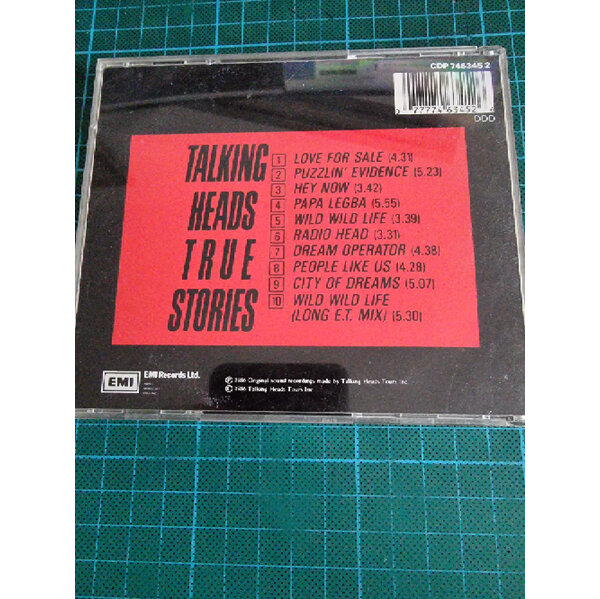 CDP 746345 2
0 77774 63452
DDD
TALKING
HEADS
TRUE
STORIES
1 LOVE FOR SALE (4.31)
2 PUZZLIN' EVIDENCE (5.23)
3 HEY NOW (3.42)
4 PAPA LEGBA (5.55)
5 WILD WILD LIFE (3.39)
6 RADIO HEAD (3.31)
7 DREAM OPERATOR (4.38)
8 PEOPLE LIKE US (4.28)
9 CITY OF DREAMS (5.07)
10 WILD WILD LIFE
(LONG E.T. MIX) (5.30)
EMI
EMI Records Ltd.
℗ 1986 Original sound recordings made by Talking Heads Tours Inc.
© 1986 Talking Heads Tours Inc.